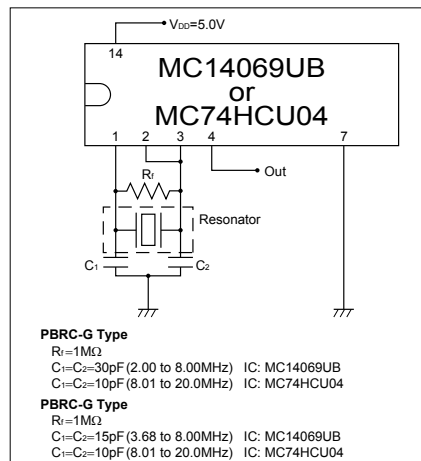 VDD=5.0V
14
MC14069UB
or
MC74HCU04
1 2 3 4 7
Out
Rf
Resonator
C1 C2
PBRC-G Type
Rf=1MΩ
C1=C2=30pF (2.00 to 8.00MHz) IC: MC14069UB
C1=C2=10pF (8.01 to 20.0MHz) IC: MC74HCU04
PBRC-G Type
Rf=1MΩ
C1=C2=15pF (3.68 to 8.00MHz) IC: MC14069UB
C1=C2=10pF (8.01 to 20.0MHz) IC: MC74HCU04